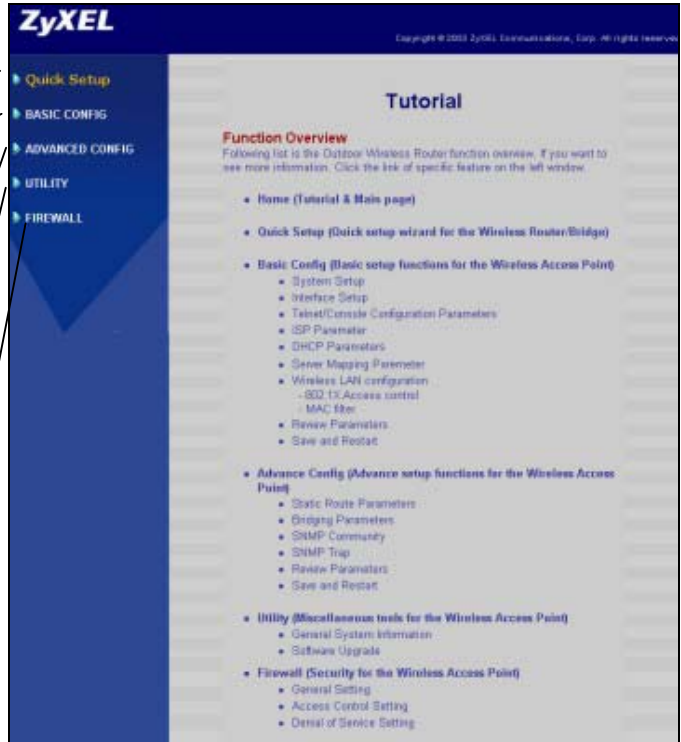 ZyXEL
Copyright © 2003 ZyXEL Communications, Corp. All rights reserved
Quick Setup
BASIC CONFIG
ADVANCED CONFIG
UTILITY
FIREWALL
Tutorial
Function Overview
Following list is the Outdoor Wireless Router function overview, if you want to
see more information. Click the link of specific feature on the left window.
Home (Tutorial & Main page)
Quick Setup (Quick setup wizard for the Wireless Router/Bridge)
Basic Config (Basic setup functions for the Wireless Access Point)
System Setup
Interface Setup
Telnet/Console Configuration Parameters
ISP Parameter
DHCP Parameters
Server Mapping Paremeter
Wireless LAN configuration
- 802.1X Access control
- MAC filter
Review Parameters
Save and Restart
Advance Config (Advance setup functions for the Wireless Access
Point)
Static Route Parameters
Bridging Parameters
SNMP Community
SNMP Trap
Review Parameters
Save and Restart
Utility (Miscellaneous tools for the Wireless Access Point)
General System Information
Software Upgrade
Firewall (Security for the Wireless Access Point)
General Setting
Access Control Setting
Denial of Service Setting